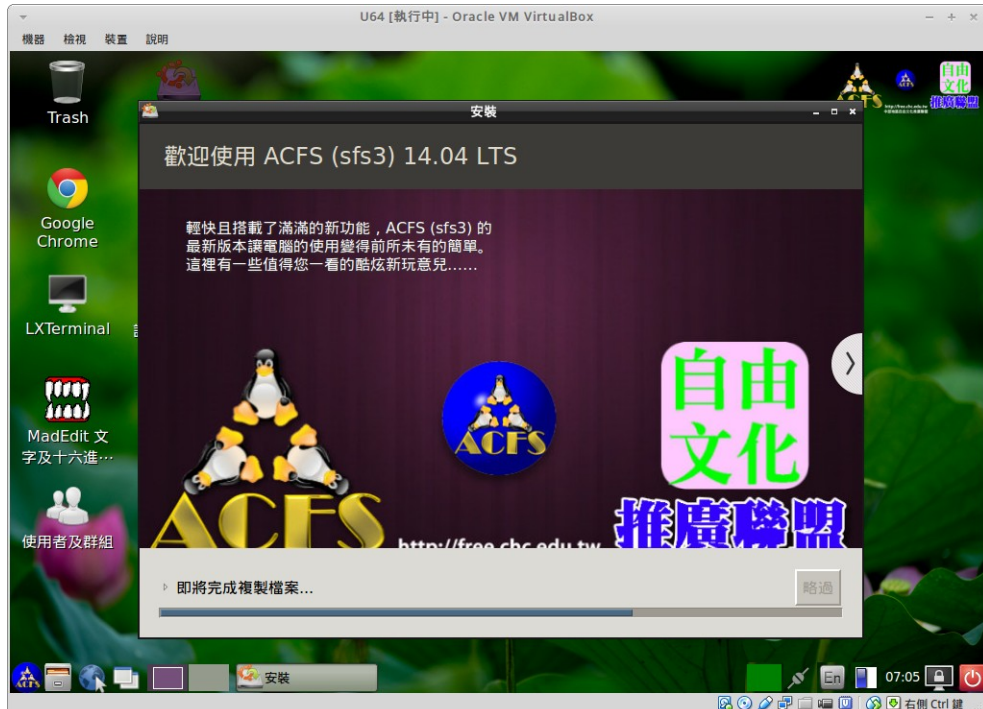 U64 [執行中] - Oracle VM VirtualBox
機器 檢視 裝置 說明
Trash
Google
Chrome
LXTerminal
MadEdit 文
字及十六進…
使用者及群組
ACFS
ACFS
自由
文化
推廣聯盟
安裝
歡迎使用 ACFS (sfs3) 14.04 LTS
輕快且搭載了滿滿的新功能，ACFS (sfs3) 的
最新版本讓電腦的使用變得前所未有的簡單。
這裡有一些值得您一看的酷炫新玩意兒……
ACFS
ACFS
http://free.chc.edu.tw
自由
文化
推廣聯盟
即將完成複製檔案...
略過
ACFS
安裝
En
07:05
右側 Ctrl 鍵